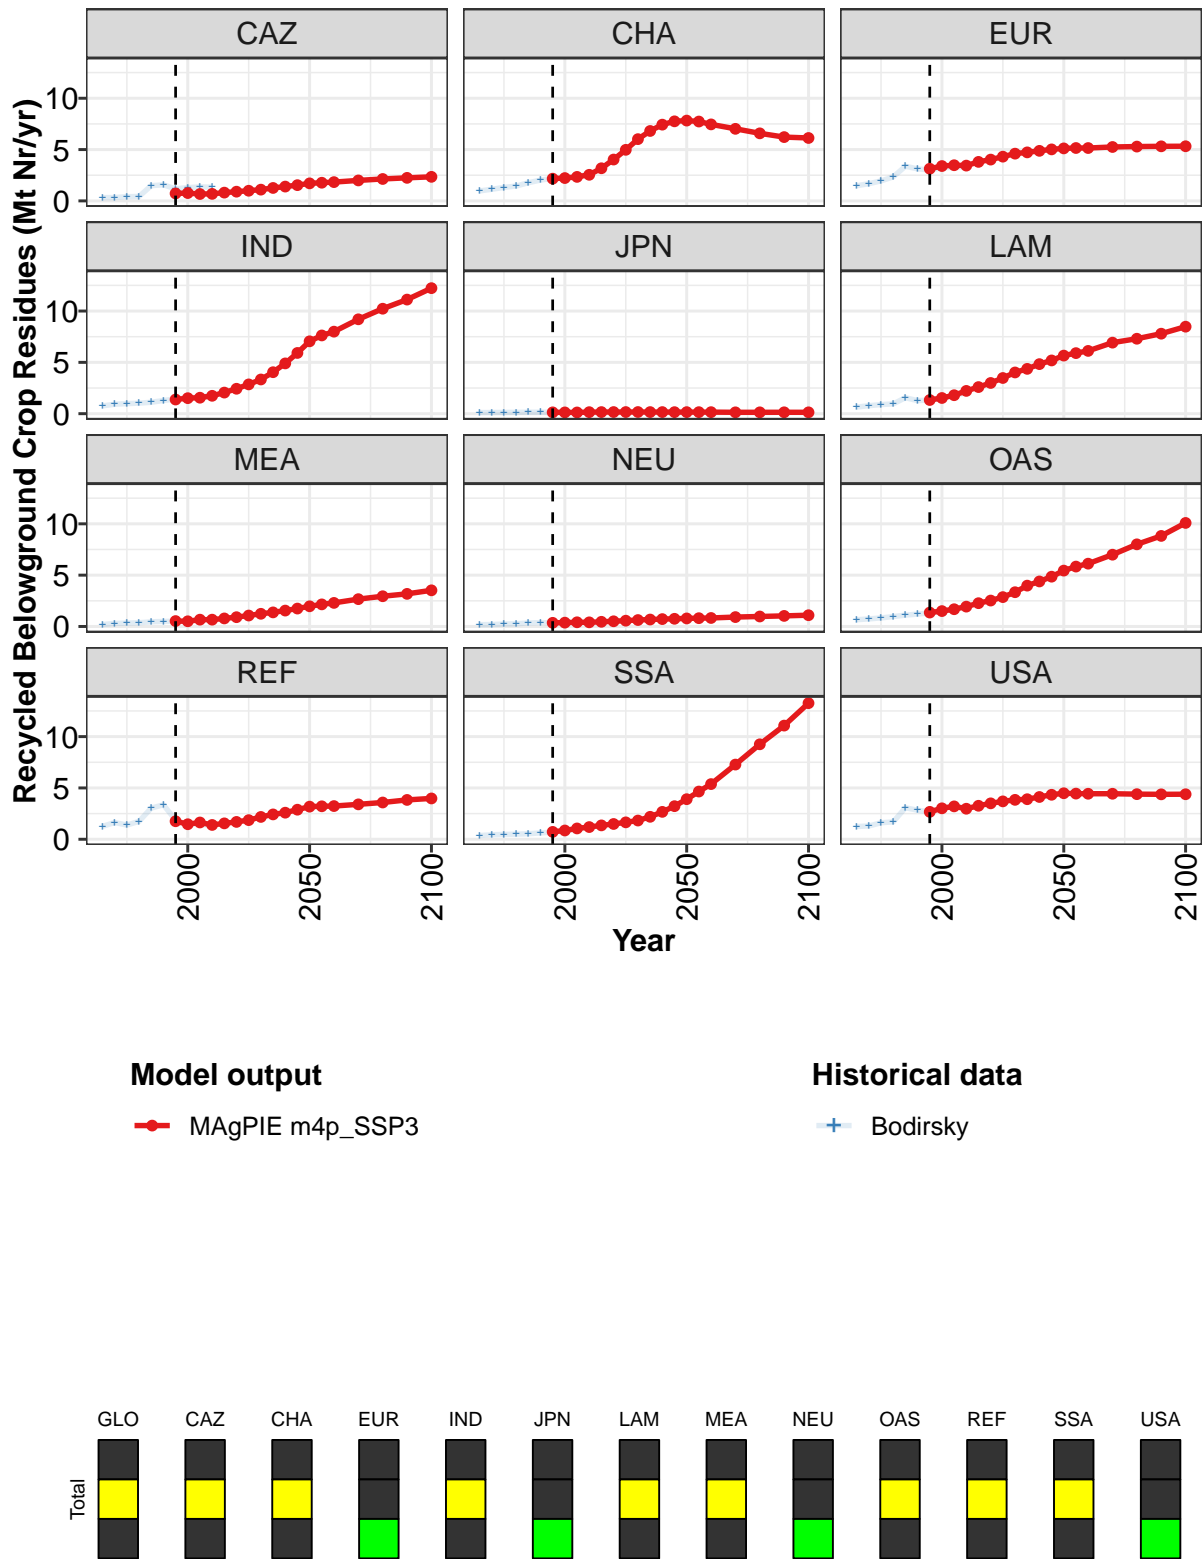 CAZ CHA EUR
10
5
0
IND JPN LAM
10
5
0
MEA NEU OAS
10
5
0
REF SSA USA
10
5
0
2000 2050 2100 2000 2050 2100 2000 2050 2100
Year
Recycled Belowground Crop Residues (Mt Nr/yr)
Model output
MAgPIE m4p_SSP3
Historical data
Bodirsky
GLO CAZ CHA EUR IND JPN LAM MEA NEU OAS REF SSA USA
Total